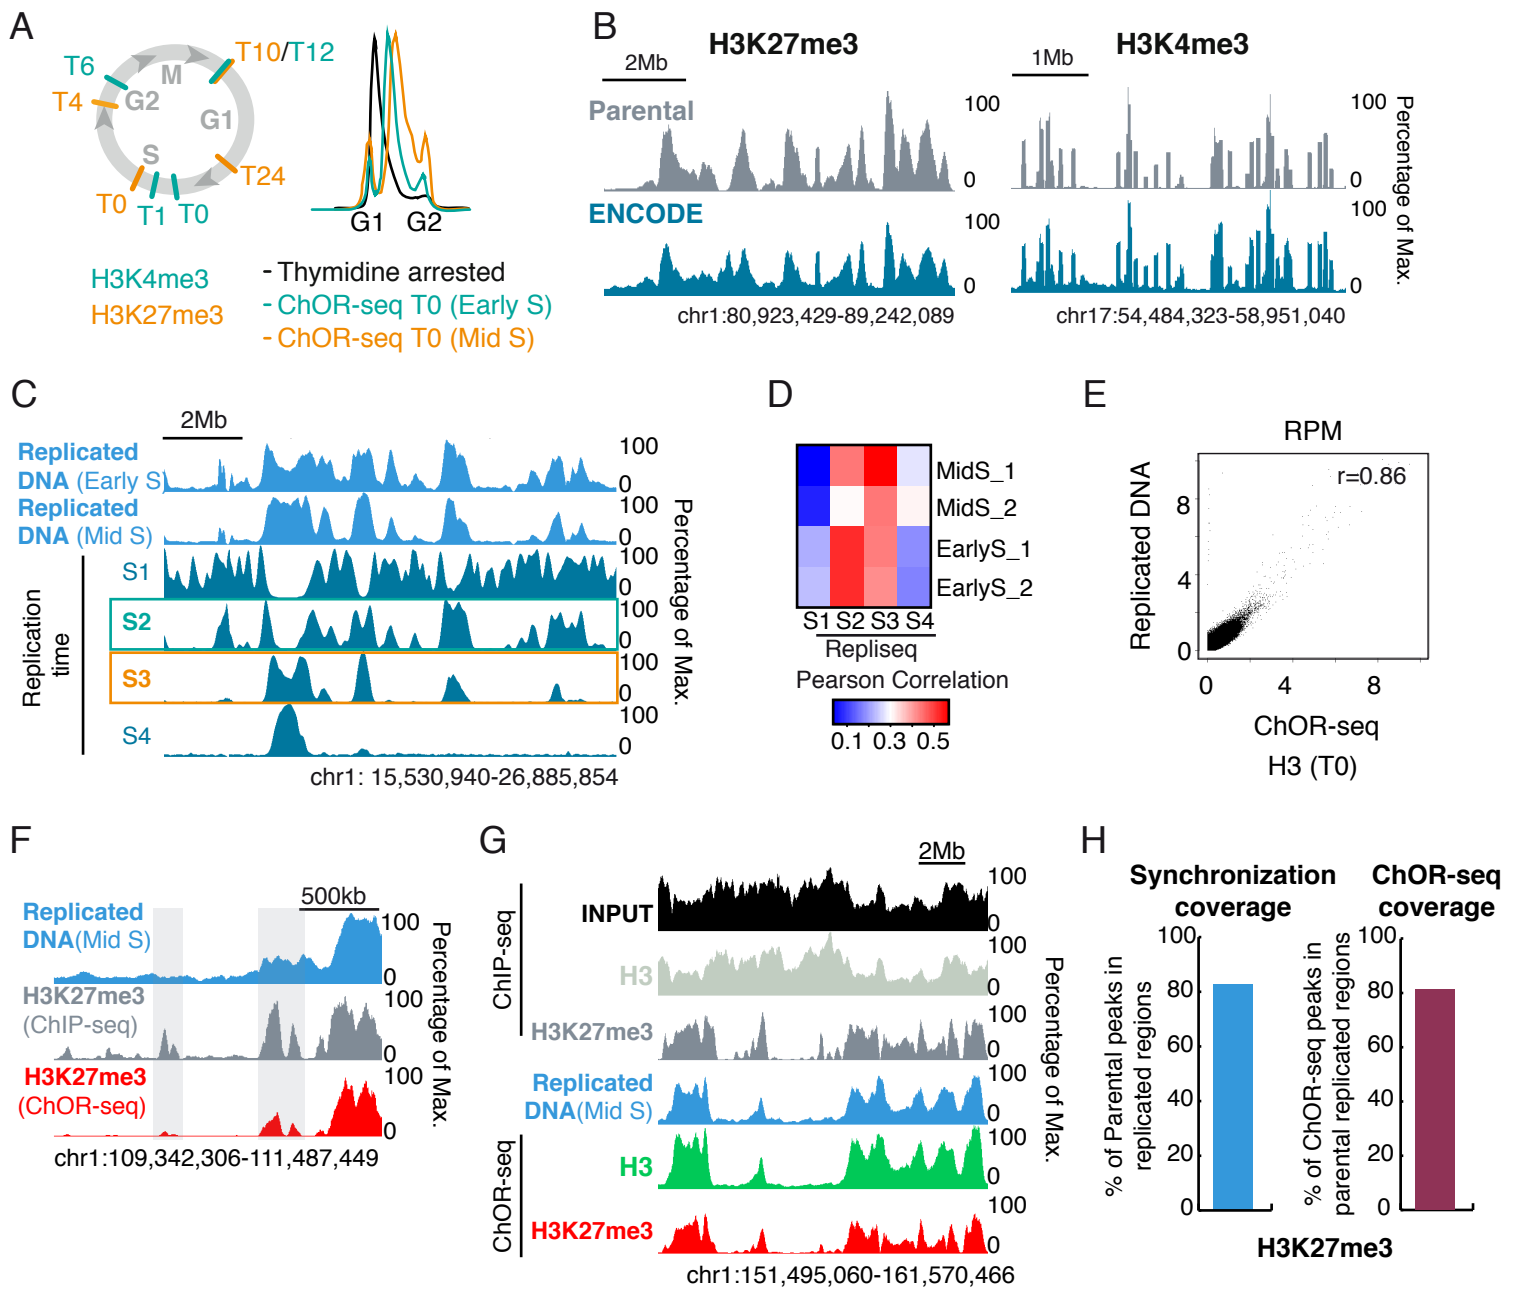 A
T6
T4
M
G2
G1
S
T10/T12
T24
T0
T1
T0
G1
G2
H3K4me3
H3K27me3
- Thymidine arrested
- ChOR-seq T0 (Early S)
- ChOR-seq T0 (Mid S)
B
H3K27me3
H3K4me3
2Mb
1Mb
Parental
100
0
100
0
ENCODE
100
0
100
0
Percentage of Max.
chr1:80,923,429-89,242,089
chr17:54,484,323-58,951,040
C
2Mb
Replicated
DNA (Early S)
100
0
Replicated
DNA (Mid S)
100
0
S1
100
0
S2
100
0
S3
100
0
S4
100
0
Replication
time
Percentage of Max.
chr1: 15,530,940-26,885,854
D
MidS_1
MidS_2
EarlyS_1
EarlyS_2
S1 S2 S3 S4
Repliseq
Pearson Correlation
0.1 0.3 0.5
E
RPM
r=0.86
Replicated DNA
8
4
0
0 4 8
ChOR-seq
H3 (T0)
F
500kb
Replicated
DNA(Mid S)
100
0
H3K27me3
(ChIP-seq)
100
0
H3K27me3
(ChOR-seq)
100
0
Percentage of Max.
chr1:109,342,306-111,487,449
G
2Mb
ChIP-seq
INPUT
100
0
H3
100
0
H3K27me3
100
0
Replicated
DNA(Mid S)
100
0
ChOR-seq
H3
100
0
H3K27me3
100
0
Percentage of Max.
chr1:151,495,060-161,570,466
H
Synchronization
coverage
% of Parental peaks in
replicated regions
100
80
60
40
20
0
ChOR-seq
coverage
% of ChOR-seq peaks in
parental replicated regions
100
80
60
40
20
0
H3K27me3